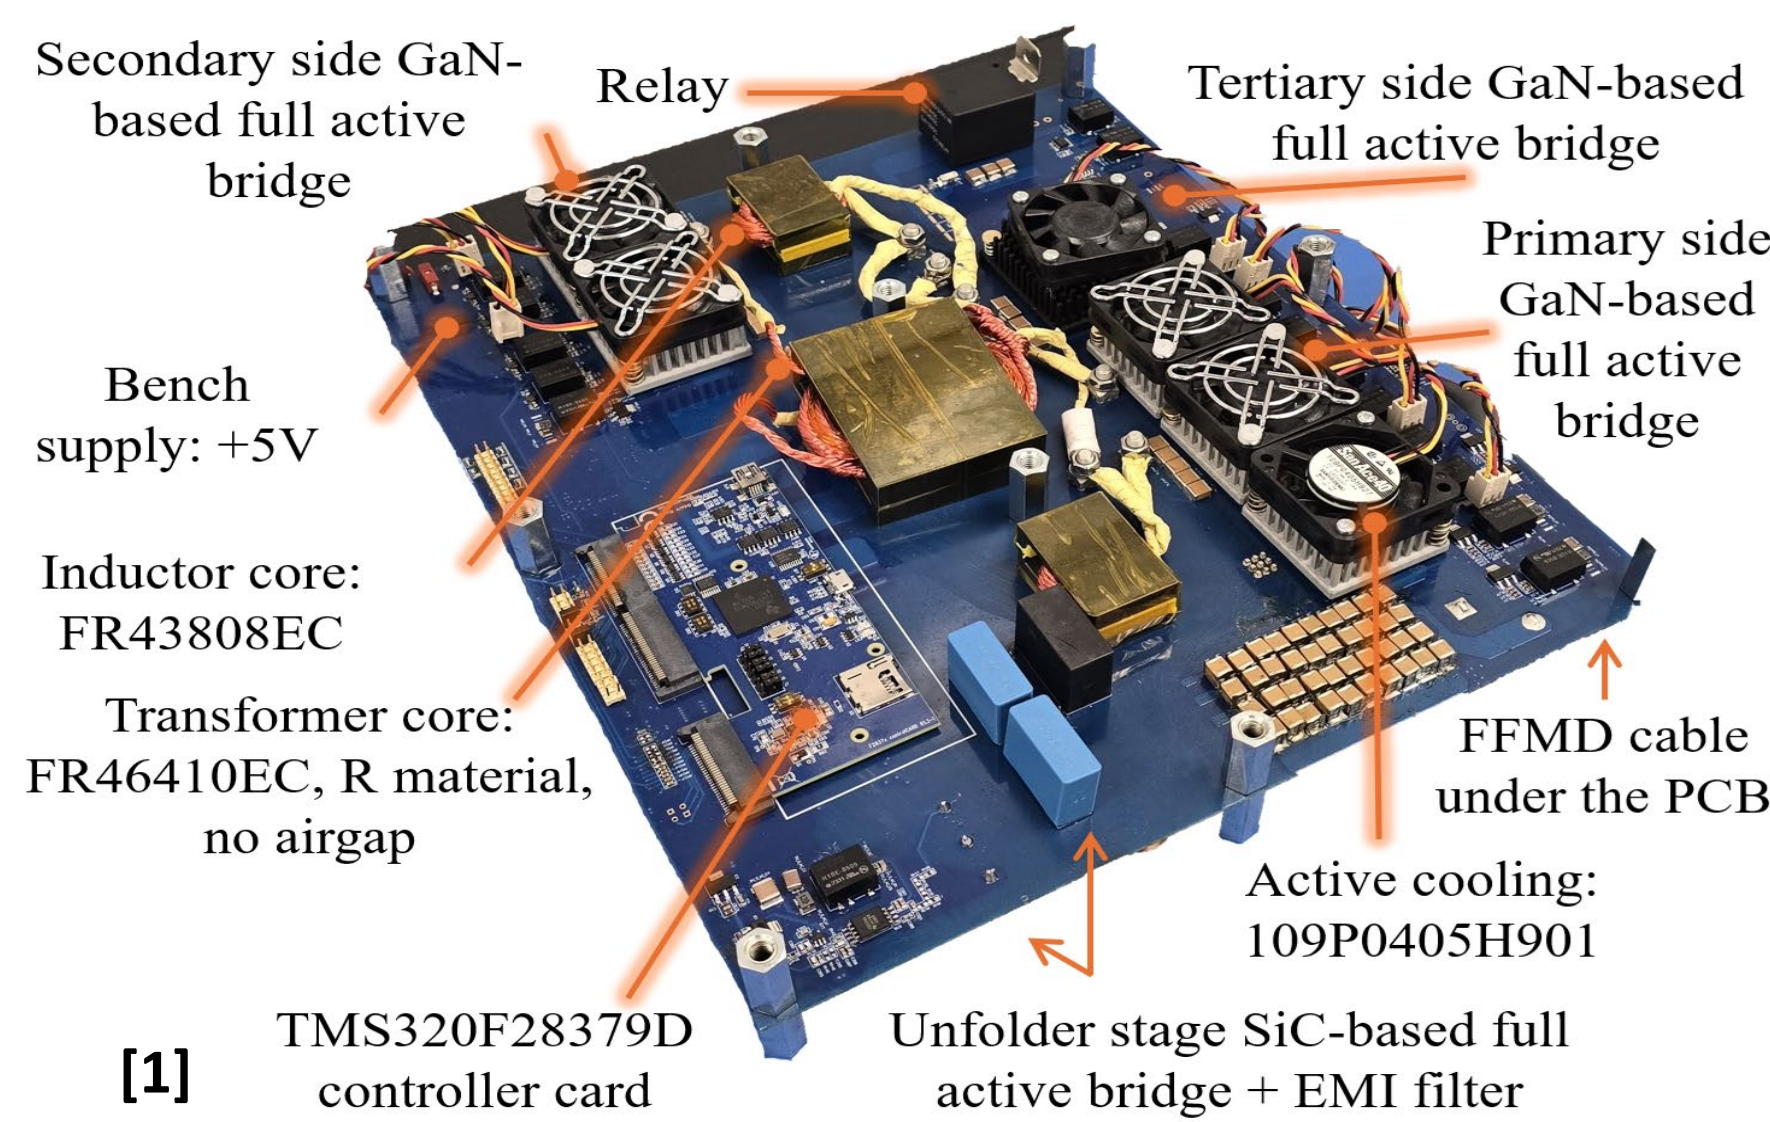 Secondary side GaN-
based full active
bridge
Relay
Tertiary side GaN-based
full active bridge
Primary side
GaN-based
full active
bridge
Bench
supply: +5V
Inductor core:
FR43808EC
Transformer core:
FR46410EC, R material,
no airgap
San Ace40
FFMD cable
under the PCB
Active cooling:
109P0405H901
TMS320F28379D
controller card
Unfolder stage SiC-based full
active bridge + EMI filter
[1]